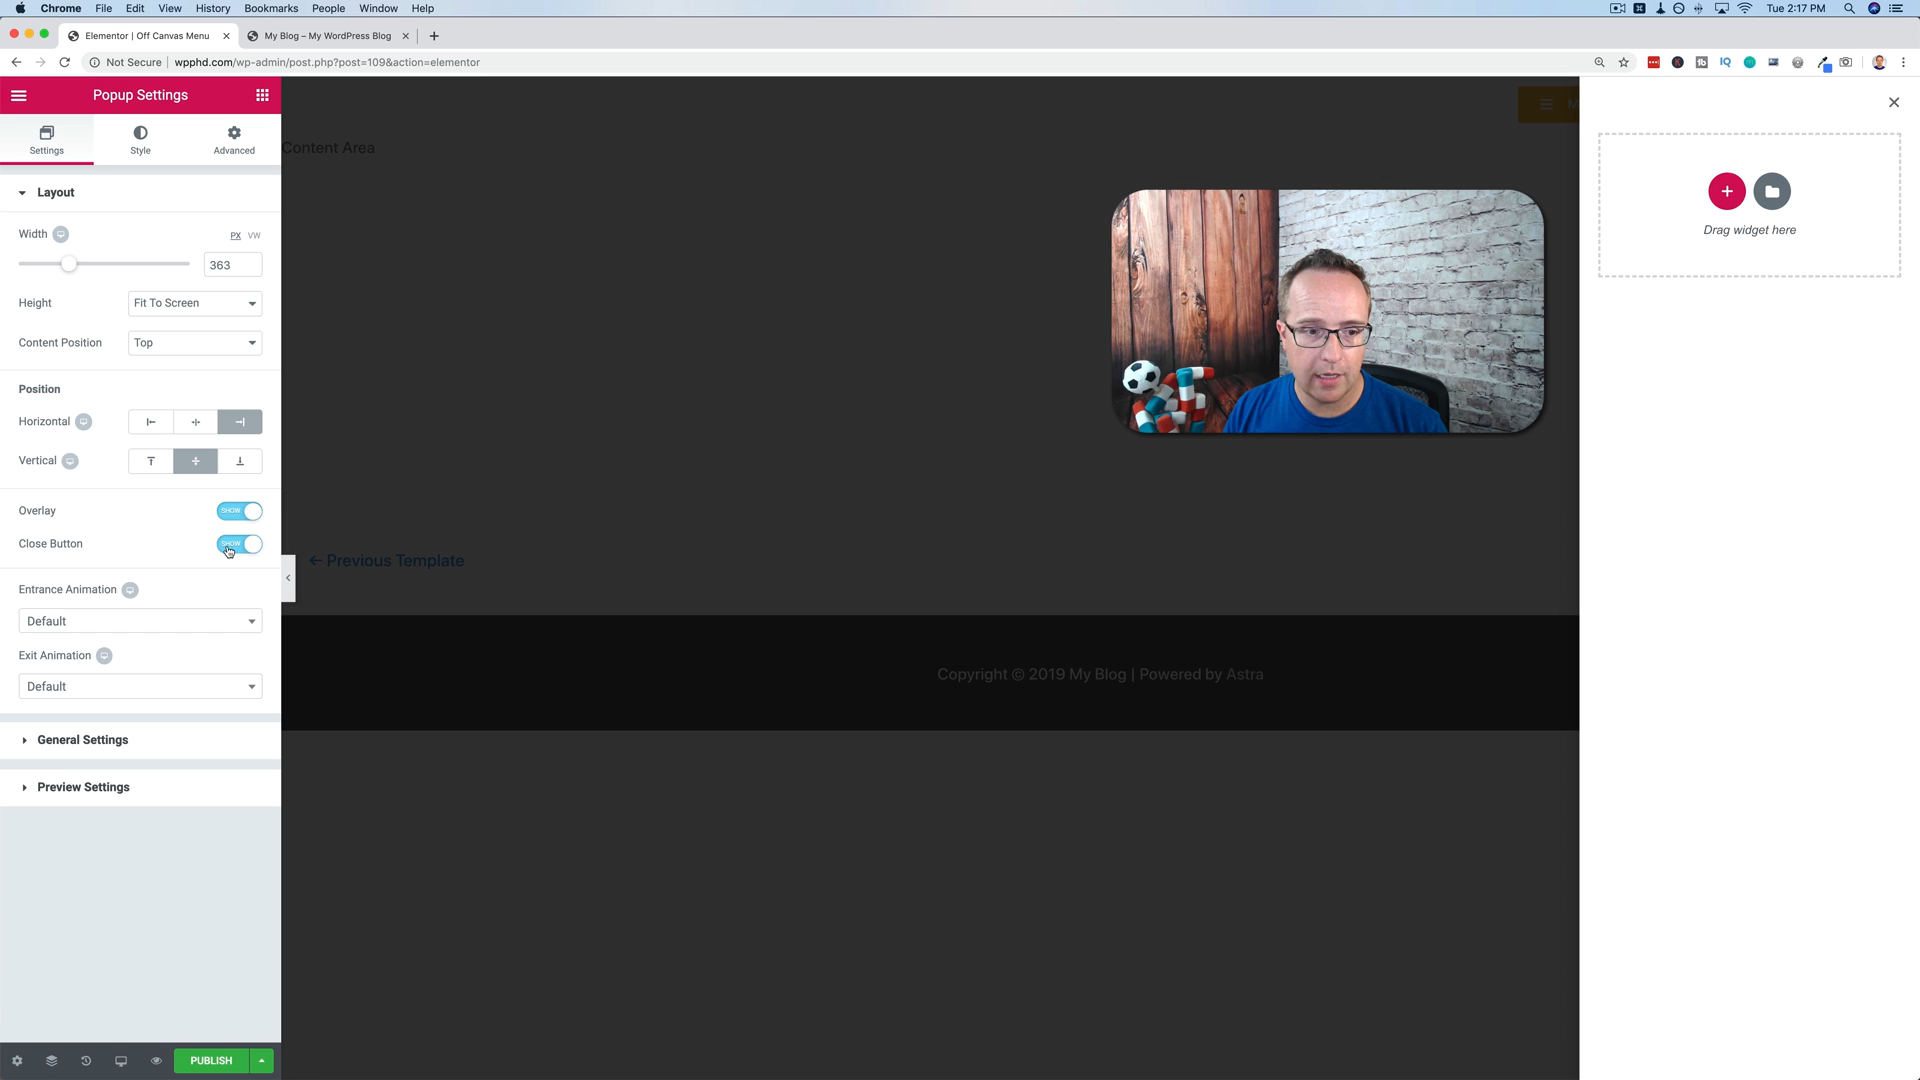 Chrome File Edit View History Bookmarks People Window Help
Tue 2:17 PM
Elementor | Off Canvas Menu
My Blog – My WordPress Blog
Not Secure | wpphd.com/wp-admin/post.php?post=109&action=elementor
Popup Settings
Settings Style Advanced
Content Area
Layout
Width PX VW
363
Height Fit To Screen
Content Position Top
Position
Horizontal
Vertical
Overlay SHOW
Close Button SHOW
Entrance Animation
Default
Exit Animation
Default
General Settings
Preview Settings
PUBLISH
← Previous Template
Copyright © 2019 My Blog | Powered by Astra
Drag widget here